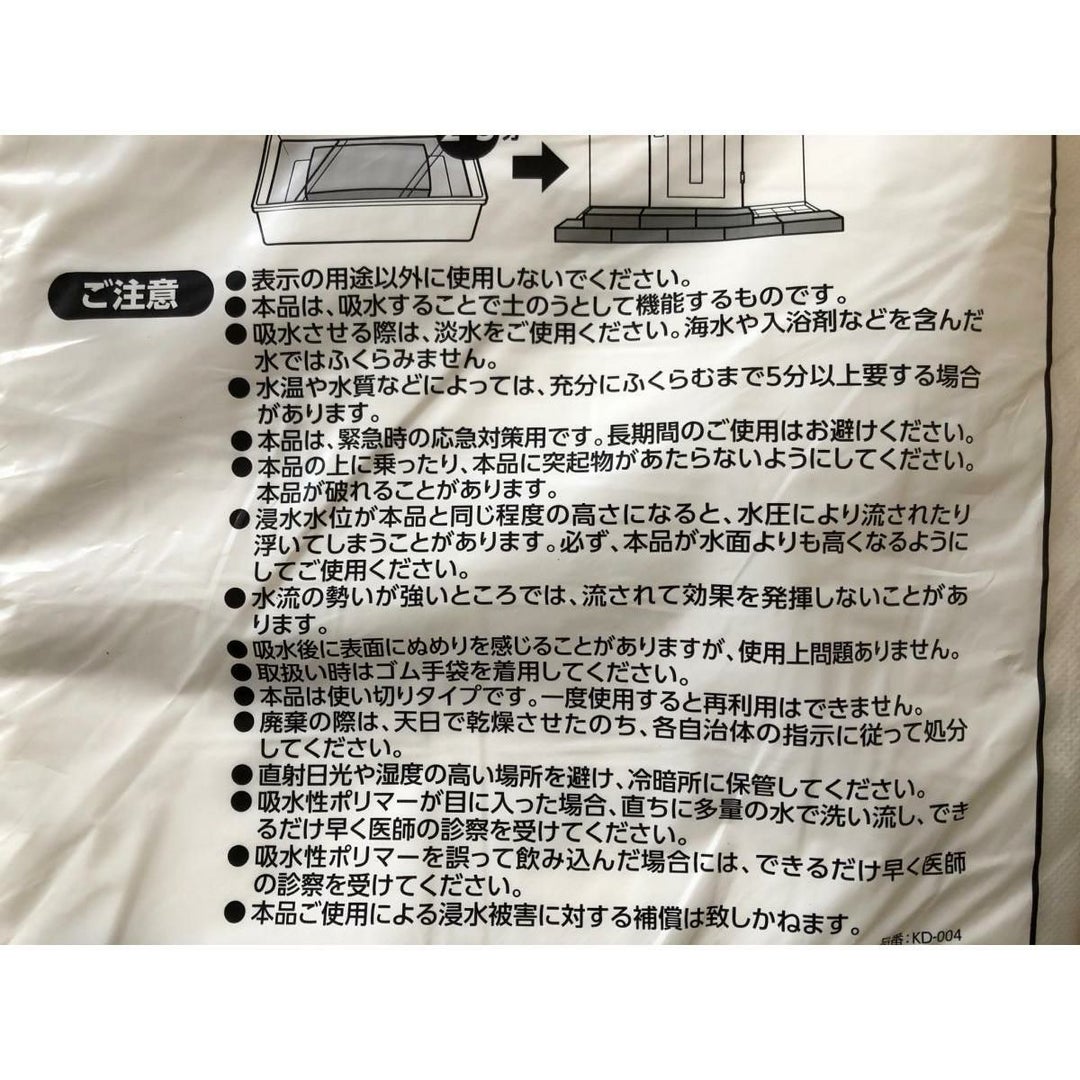 ご注意
●表示の用途以外に使用しないでください。
●本品は、吸水することで土のうとして機能するものです。
●吸水させる際は、淡水をご使用ください。海水や入浴剤などを含んだ
水ではふくらみません。
●水温や水質などによっては、充分にふくらむまで5分以上要する場合
があります。
●本品は、緊急時の応急対策用です。長期間のご使用はお避けください。
●本品の上に乗ったり、本品に突起物があたらないようにしてください。
本品が破れることがあります。
●浸水水位が本品と同じ程度の高さになると、水圧により流されたり
浮いてしまうことがあります。必ず、本品が水面よりも高くなるように
してご使用ください。
●水流の勢いが強いところでは、流されて効果を発揮しないことがあ
ります。
●吸水後に表面にぬめりを感じることがありますが、使用上問題ありません。
●取扱い時はゴム手袋を着用してください。
●本品は使い切りタイプです。一度使用すると再利用はできません。
●廃棄の際は、天日で乾燥させたのち、各自治体の指示に従って処分
してください。
●直射日光や湿度の高い場所を避け、冷暗所に保管してください。
●吸水性ポリマーが目に入った場合、直ちに多量の水で洗い流し、でき
るだけ早く医師の診察を受けてください。
●吸水性ポリマーを誤って飲み込んだ場合には、できるだけ早く医師
の診察を受けてください。
●本品ご使用による浸水被害に対する補償は致しかねます。
番:KD-004